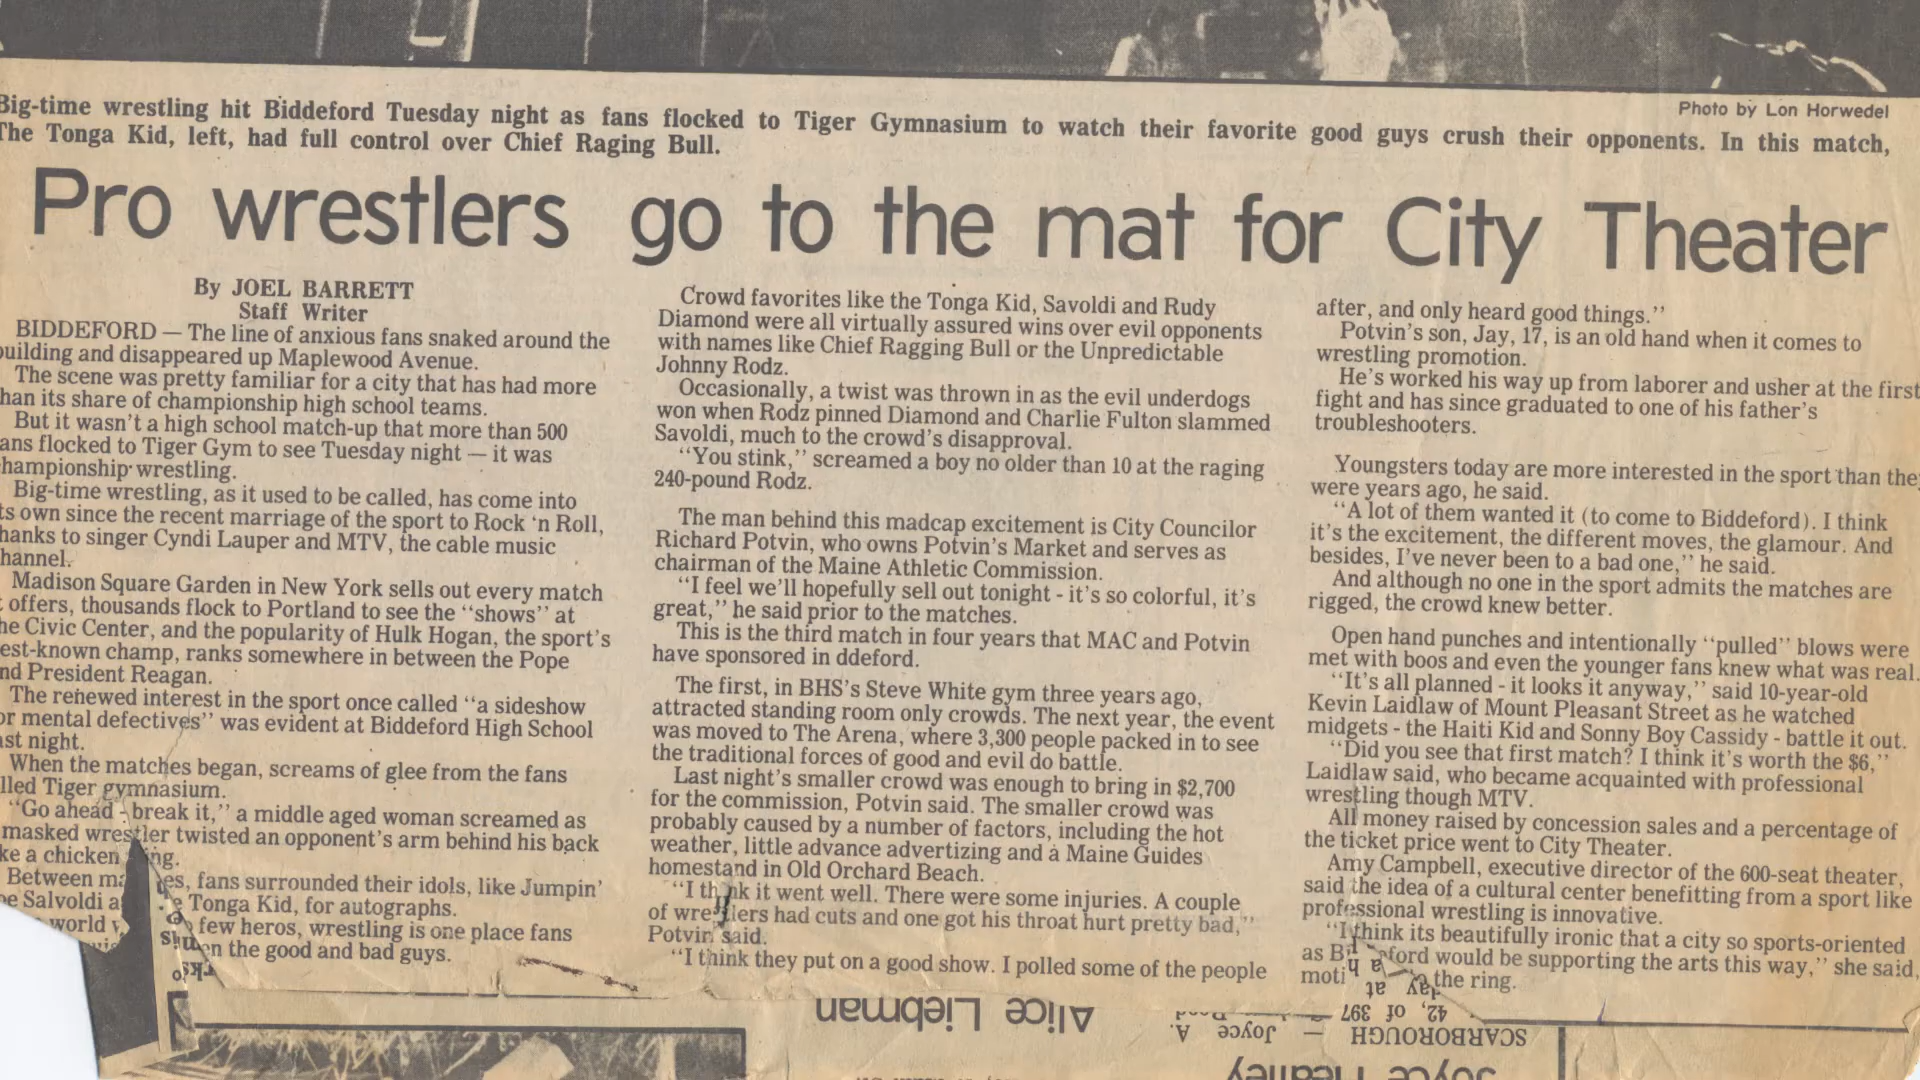 Photo by Lon Horwedel
Big-time wrestling hit Biddeford Tuesday night as fans flocked to Tiger Gymnasium to watch their favorite good guys crush their opponents. In this match,
The Tonga Kid, left, had full control over Chief Raging Bull.
Pro wrestlers go to the mat for City Theater
By JOEL BARRETT
Staff Writer
BIDDEFORD — The line of anxious fans snaked around the
building and disappeared up Maplewood Avenue.
The scene was pretty familiar for a city that has had more
han its share of championship high school teams.
But it wasn't a high school match-up that more than 500
ans flocked to Tiger Gym to see Tuesday night — it was
hampionship wrestling.
Big-time wrestling, as it used to be called, has come into
ts own since the recent marriage of the sport to Rock 'n Roll,
hanks to singer Cyndi Lauper and MTV, the cable music
hannel.
Madison Square Garden in New York sells out every match
t offers, thousands flock to Portland to see the "shows" at
he Civic Center, and the popularity of Hulk Hogan, the sport's
est-known champ, ranks somewhere in between the Pope
nd President Reagan.
The renewed interest in the sport once called "a sideshow
or mental defectives" was evident at Biddeford High School
ast night.
When the matches began, screams of glee from the fans
lled Tiger gymnasium.
"Go ahead - break it," a middle aged woman screamed as
masked wrestler twisted an opponent's arm behind his back
ke a chicken ing.
Between ma es, fans surrounded their idols, like Jumpin'
e Salvoldi a e Tonga Kid, for autographs.
world few heros, wrestling is one place fans
n the good and bad guys.
Crowd favorites like the Tonga Kid, Savoldi and Rudy
Diamond were all virtually assured wins over evil opponents
with names like Chief Ragging Bull or the Unpredictable
Johnny Rodz.
Occasionally, a twist was thrown in as the evil underdogs
won when Rodz pinned Diamond and Charlie Fulton slammed
Savoldi, much to the crowd's disapproval.
"You stink," screamed a boy no older than 10 at the raging
240-pound Rodz.
The man behind this madcap excitement is City Councilor
Richard Potvin, who owns Potvin's Market and serves as
chairman of the Maine Athletic Commission.
"I feel we'll hopefully sell out tonight - it's so colorful, it's
great," he said prior to the matches.
This is the third match in four years that MAC and Potvin
have sponsored in ddeford.
The first, in BHS's Steve White gym three years ago,
attracted standing room only crowds. The next year, the event
was moved to The Arena, where 3,300 people packed in to see
the traditional forces of good and evil do battle.
Last night's smaller crowd was enough to bring in $2,700
for the commission, Potvin said. The smaller crowd was
probably caused by a number of factors, including the hot
weather, little advance advertizing and a Maine Guides
homestand in Old Orchard Beach.
"I think it went well. There were some injuries. A couple
of wrestlers had cuts and one got his throat hurt pretty bad,"
Potvin said.
"I think they put on a good show. I polled some of the people
after, and only heard good things."
Potvin's son, Jay, 17, is an old hand when it comes to
wrestling promotion.
He's worked his way up from laborer and usher at the first
fight and has since graduated to one of his father's
troubleshooters.
Youngsters today are more interested in the sport than they
were years ago, he said.
"A lot of them wanted it (to come to Biddeford). I think
it's the excitement, the different moves, the glamour. And
besides, I've never been to a bad one," he said.
And although no one in the sport admits the matches are
rigged, the crowd knew better.
Open hand punches and intentionally "pulled" blows were
met with boos and even the younger fans knew what was real.
"It's all planned - it looks it anyway," said 10-year-old
Kevin Laidlaw of Mount Pleasant Street as he watched
midgets - the Haiti Kid and Sonny Boy Cassidy - battle it out.
"Did you see that first match? I think it's worth the $6,"
Laidlaw said, who became acquainted with professional
wrestling though MTV.
All money raised by concession sales and a percentage of
the ticket price went to City Theater.
Amy Campbell, executive director of the 600-seat theater,
said the idea of a cultural center benefitting from a sport like
professional wrestling is innovative.
"I think its beautifully ironic that a city so sports-oriented
as Bi ford would be supporting the arts this way," she said,
moti the ring.
Alice Liebman
42, of 397
SCARBOROUGH — Joyce A.
Joyce